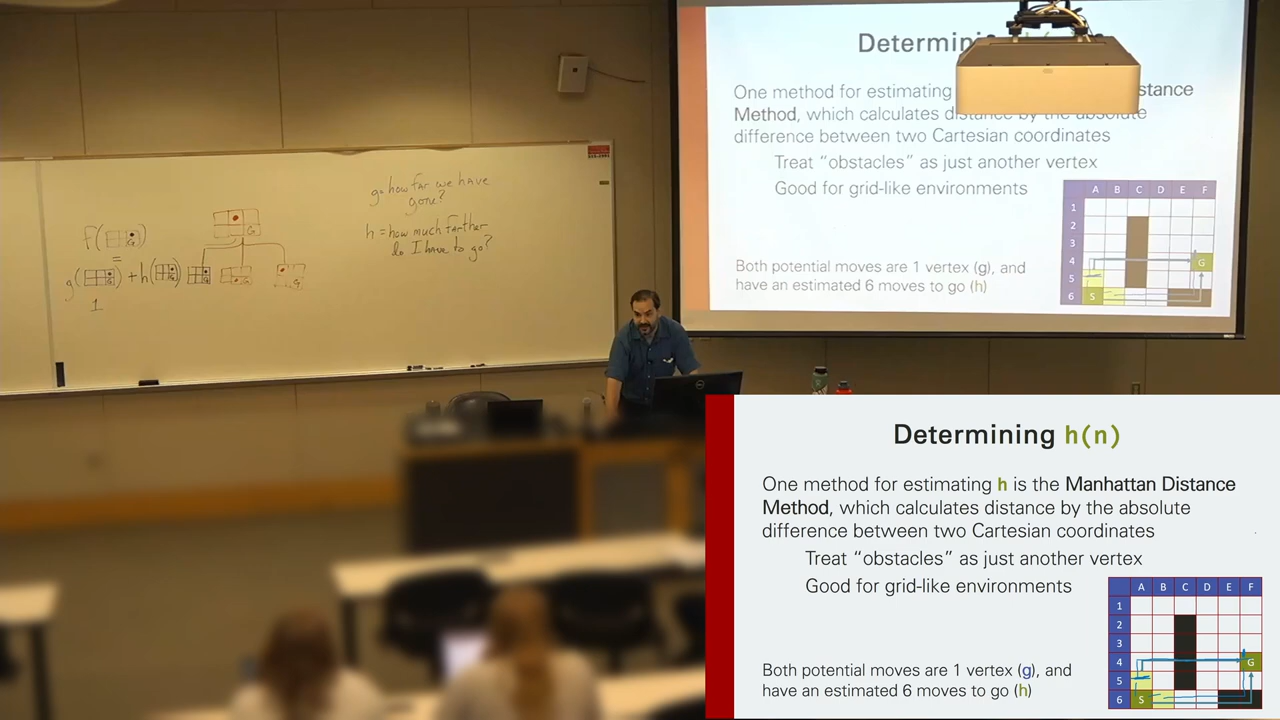 g = how far we have
gone?
h = how much farther
do I have to go?
f(
G
)
=
g(
G
) + h(
G
)
1
Determinin
One method for estimating
stance
Method, which calculates distance by the absolute
difference between two Cartesian coordinates
Treat “obstacles” as just another vertex
Good for grid-like environments
Both potential moves are 1 vertex (g), and
have an estimated 6 moves to go (h)
A B C D E F
1
2
3
4 G
5
6 S
DELL
Determining h(n)
One method for estimating h is the Manhattan Distance
Method, which calculates distance by the absolute
difference between two Cartesian coordinates
Treat “obstacles” as just another vertex
Good for grid-like environments
Both potential moves are 1 vertex (g), and
have an estimated 6 moves to go (h)
A B C D E F
1
2
3
4 G
5
6 S